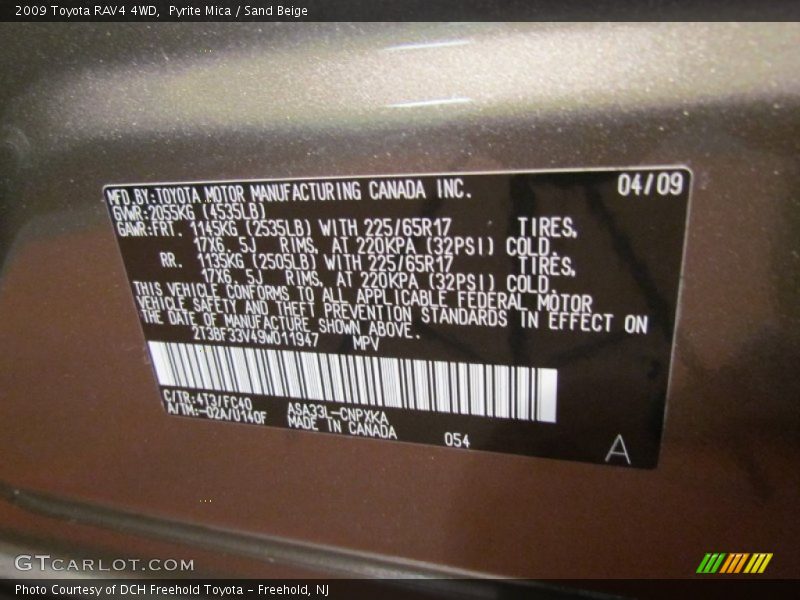 2009 Toyota RAV4 4WD,  Pyrite Mica / Sand Beige
MFD.BY:TOYOTA MOTOR MANUFACTURING CANADA INC. 04/09
GVWR:2055KG (4535LB)
GAWR:FRT. 1145KG (2535LB) WITH 225/65R17 TIRES,
17X6.5J RIMS, AT 220KPA (32PSI) COLD.
RR. 1135KG (2505LB) WITH 225/65R17 TIRES,
17X6.5J RIMS, AT 220KPA (32PSI) COLD.
THIS VEHICLE CONFORMS TO ALL APPLICABLE FEDERAL MOTOR
VEHICLE SAFETY AND THEFT PREVENTION STANDARDS IN EFFECT ON
THE DATE OF MANUFACTURE SHOWN ABOVE.
2T3BF33V49W011947 MPV
C/TR:4T3/FC40 ASA33L-CNPXKA
A/TM:-02A/U140F MADE IN CANADA 054 A
GTCARLOT.COM
Photo Courtesy of DCH Freehold Toyota - Freehold, NJ